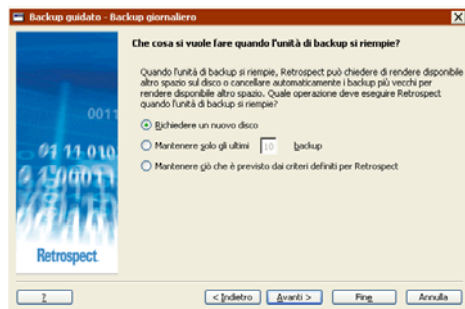 Backup guidato - Backup giornaliero
Che cosa si vuole fare quando l'unità di backup si riempie?
Quando l'unità di backup si riempie, Retrospect può chiedere di rendere disponibile
altro spazio sul disco o cancellare automaticamente i backup più vecchi per
rendere disponibile altro spazio. Quale operazione deve eseguire Retrospect
quando l'unità di backup si riempie?
Richiedere un nuovo disco
Mantenere solo gli ultimi 10 backup
Mantenere ciò che è previsto dai criteri definiti per Retrospect
0011
01 11 010
Retrospect
? < Indietro Avanti > Fine Annulla